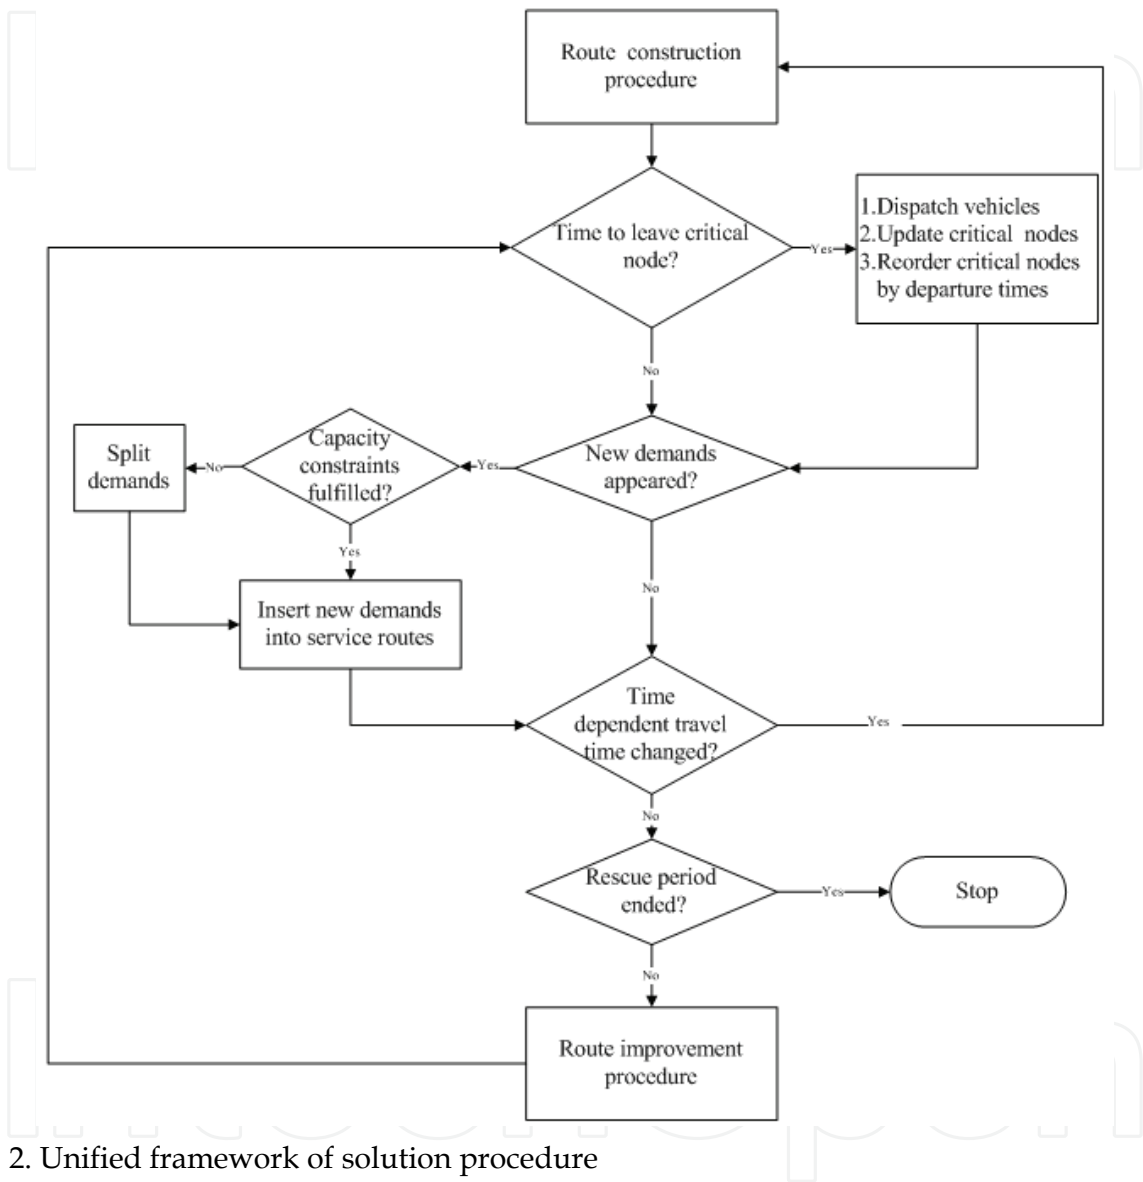 Route construction
procedure
Time to leave critical
node?
Yes
1.Dispatch vehicles
2.Update critical nodes
3.Reorder critical nodes
by departure times
No
Split
demands
No
Capacity
constraints
fulfilled?
Yes
New demands
appeared?
Yes
Insert new demands
into service routes
No
Time
dependent travel
time changed?
Yes
No
Rescue period
ended?
Yes
Stop
No
Route improvement
procedure
2. Unified framework of solution procedure